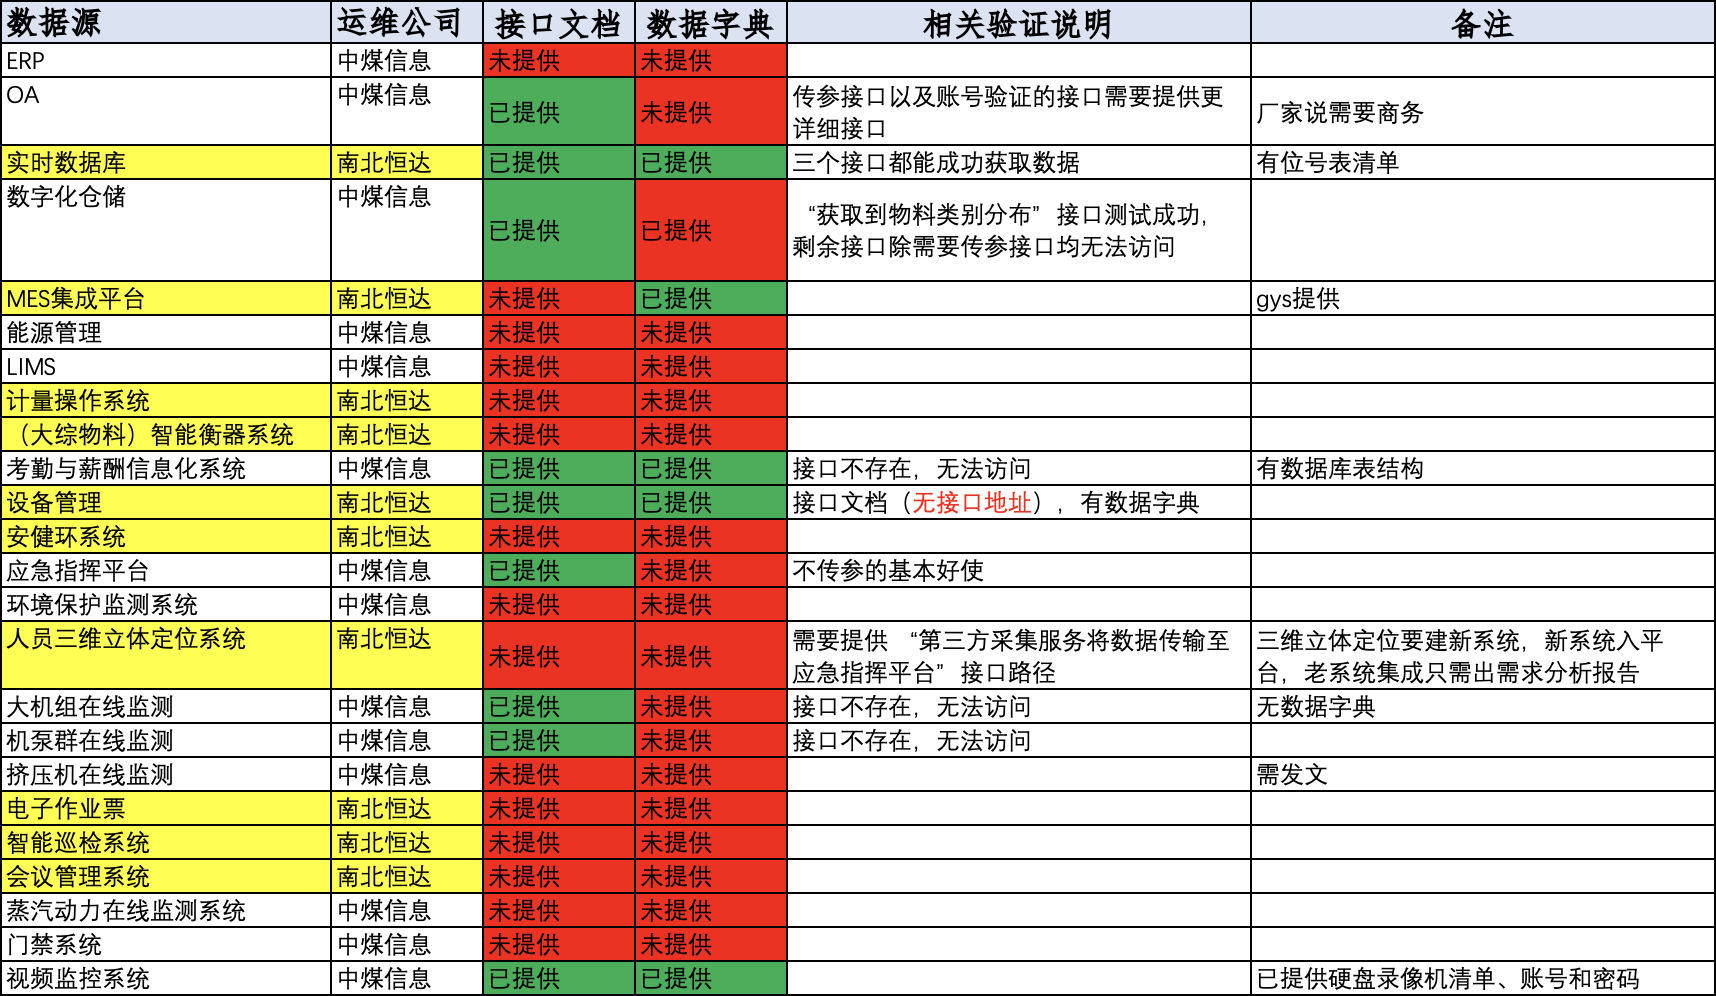 数据源 运维公司 接口文档 数据字典 相关验证说明 备注
ERP 中煤信息 未提供 未提供
OA 中煤信息 已提供 未提供 传参接口以及账号验证的接口需要提供更
详细接口 厂家说需要商务
实时数据库 南北恒达 已提供 已提供 三个接口都能成功获取数据 有位号表清单
数字化仓储 中煤信息 已提供 已提供 “获取到物料类别分布”接口测试成功，
剩余接口除需要传参接口均无法访问
MES集成平台 南北恒达 未提供 已提供 gys提供
能源管理 中煤信息 未提供 未提供
LIMS 中煤信息 未提供 未提供
计量操作系统 南北恒达 未提供 未提供
（大综物料）智能衡器系统 南北恒达 未提供 未提供
考勤与薪酬信息化系统 中煤信息 已提供 已提供 接口不存在，无法访问 有数据库表结构
设备管理 南北恒达 已提供 已提供 接口文档（无接口地址），有数据字典
安健环系统 南北恒达 未提供 未提供
应急指挥平台 中煤信息 已提供 未提供 不传参的基本好使
环境保护监测系统 中煤信息 未提供 未提供
人员三维立体定位系统 南北恒达 未提供 未提供 需要提供 “第三方采集服务将数据传输至
应急指挥平台”接口路径 三维立体定位要建新系统，新系统入平
台，老系统集成只需出需求分析报告
大机组在线监测 中煤信息 已提供 未提供 接口不存在，无法访问 无数据字典
机泵群在线监测 中煤信息 已提供 未提供 接口不存在，无法访问
挤压机在线监测 中煤信息 未提供 未提供 需发文
电子作业票 南北恒达 未提供 未提供
智能巡检系统 南北恒达 未提供 未提供
会议管理系统 南北恒达 未提供 未提供
蒸汽动力在线监测系统 中煤信息 未提供 未提供
门禁系统 中煤信息 未提供 未提供
视频监控系统 中煤信息 已提供 已提供 已提供硬盘录像机清单、账号和密码